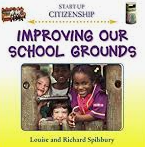 START-UP
CITIZENSHIP
IMPROVING OUR
SCHOOL GROUNDS
Louise and Richard Spilsbury